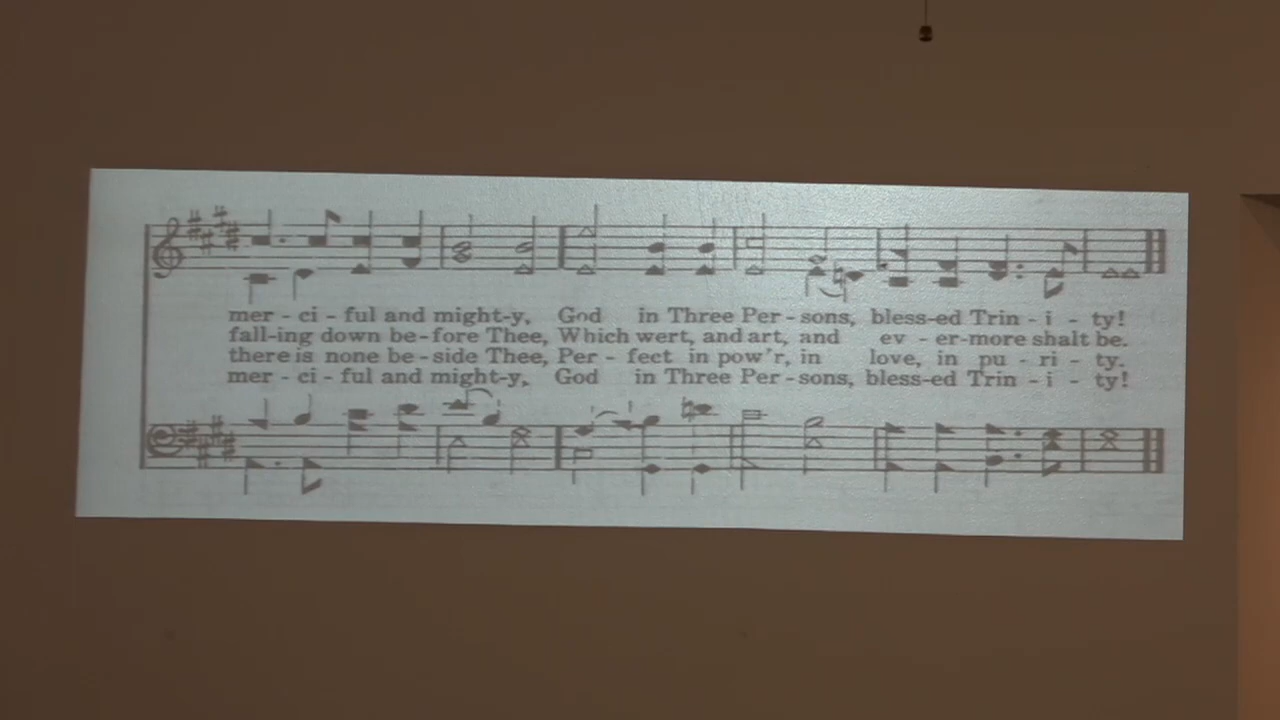 mer - ci - ful and might-y, God in Three Per - sons, bless-ed Trin - i - ty!
fall-ing down be - fore Thee, Which wert, and art, and ev - er-more shalt be.
there is none be - side Thee, Per - fect in pow'r, in love, in pu - ri - ty.
mer - ci - ful and might-y, God in Three Per - sons, bless-ed Trin - i - ty!